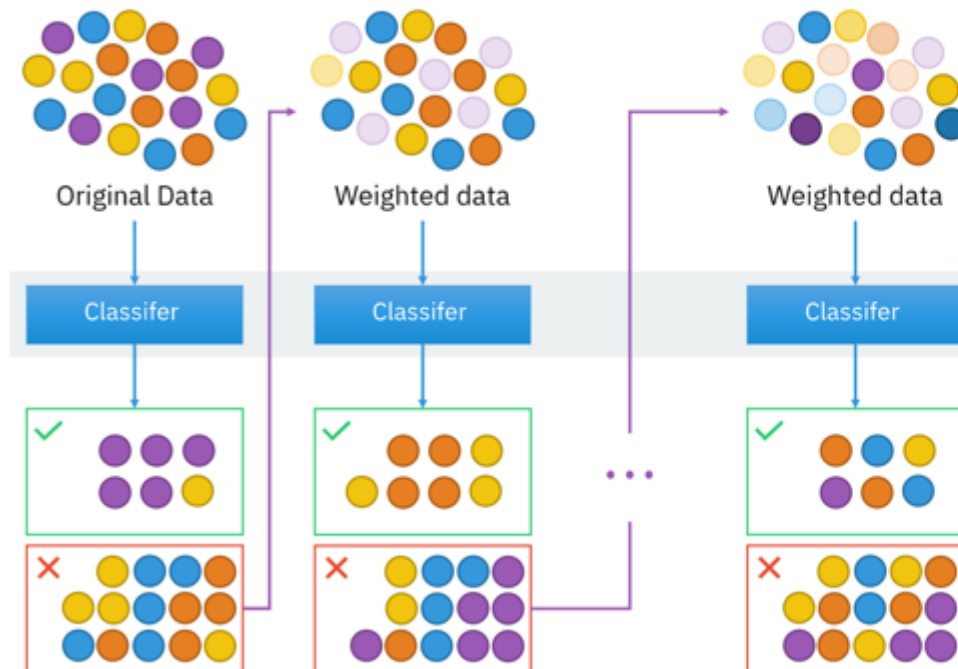 Original Data
Weighted data
Weighted data
Classifer
Classifer
Classifer
...